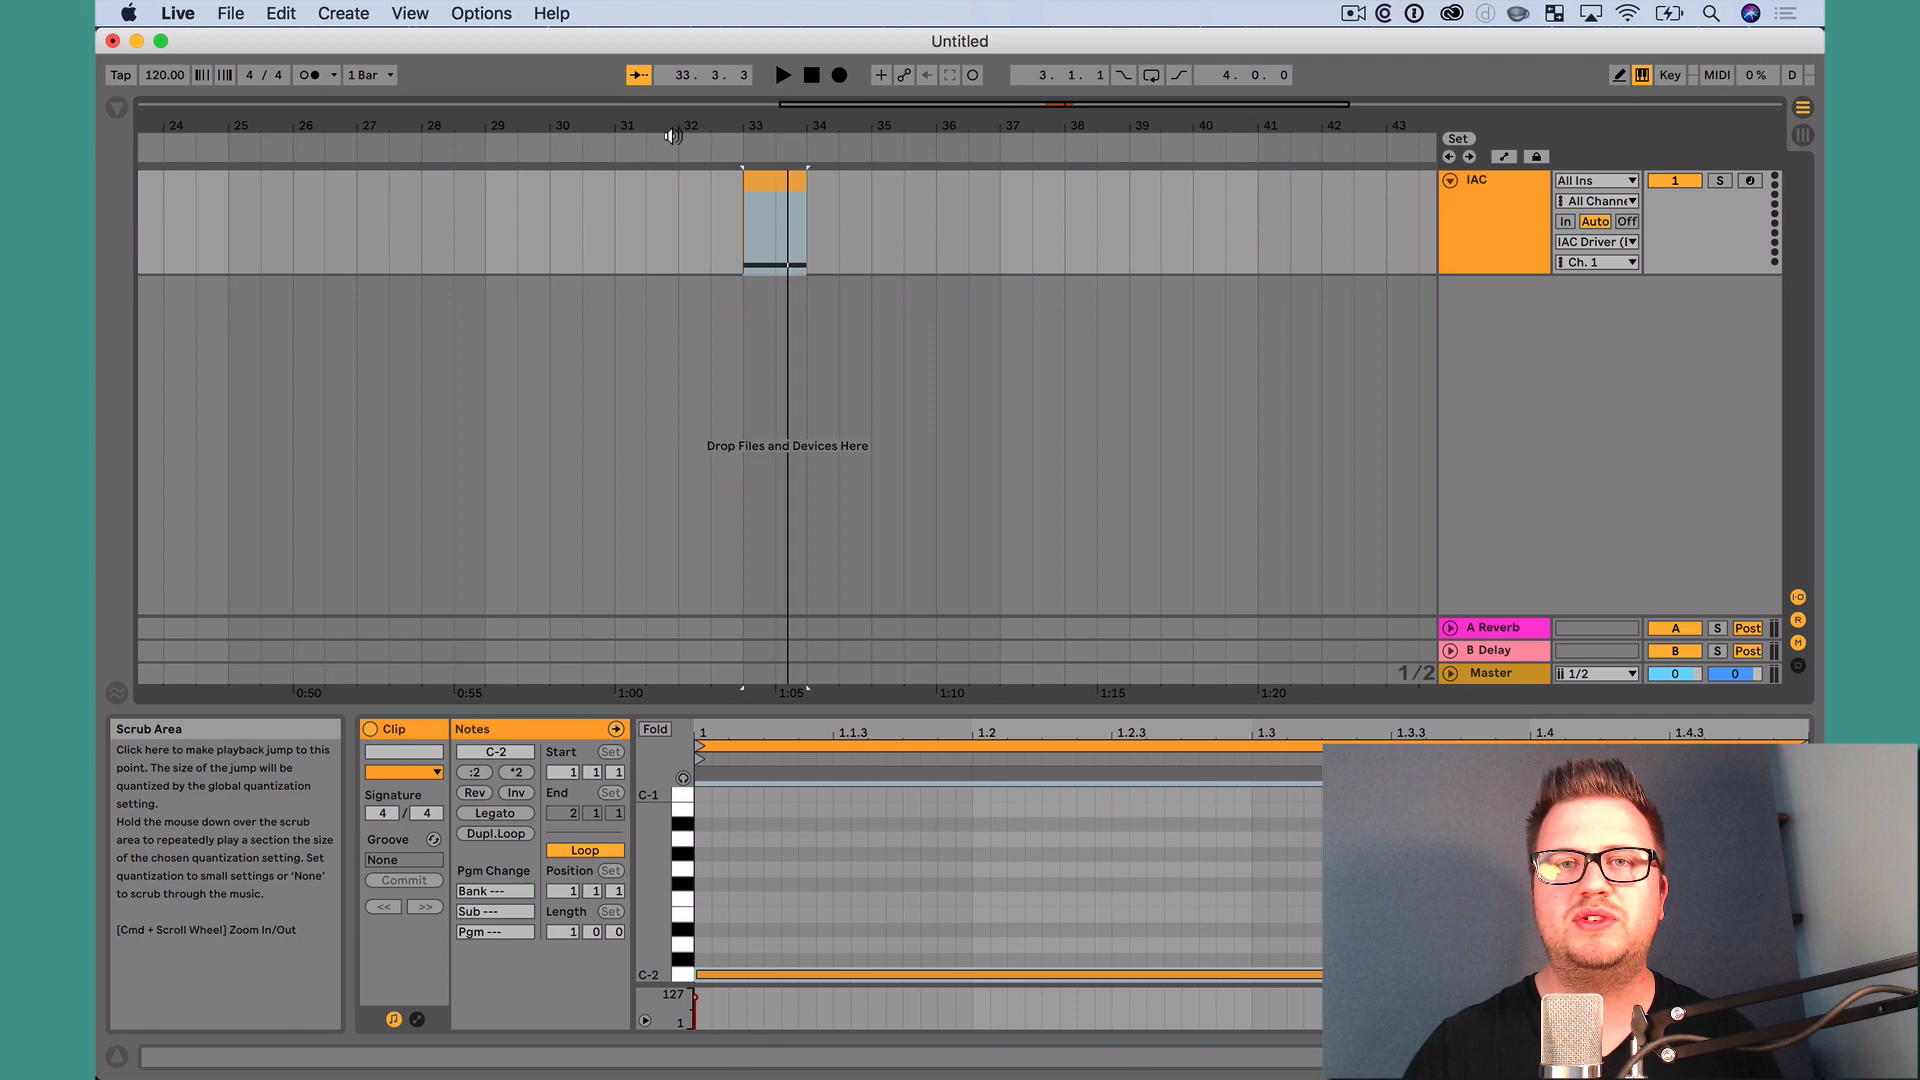 Live File Edit Create View Options Help
Untitled
Tap 120.00 4 / 4 1 Bar 33. 3. 3 3. 1. 1 4. 0. 0 Key MIDI 0 % D
24 25 26 27 28 29 30 31 32 33 34 35 36 37 38 39 40 41 42 43
Set
IAC All Ins 1 S
All Channe
In Auto Off
IAC Driver (I
Ch. 1
Drop Files and Devices Here
A Reverb A S Post
B Delay B S Post
1/2 Master 1/2 0 0
0:50 0:55 1:00 1:05 1:10 1:15 1:20
I-O
R
M
D
Scrub Area
Click here to make playback jump to this
point. The size of the jump will be
quantized by the global quantization
setting.
Hold the mouse down over the scrub
area to repeatedly play a section the size
of the chosen quantization setting. Set
quantization to small settings or ‘None’
to scrub through the music.
[Cmd + Scroll Wheel] Zoom In/Out
Clip
Signature
4 / 4
Groove
None
Commit
<< >>
Notes
C-2 Start Set
:2 *2 1 1 1
Rev Inv End Set
Legato 2 1 1
Dupl.Loop
Loop
Pgm Change Position Set
Bank --- 1 1 1
Sub --- Length Set
Pgm --- 1 0 0
Fold 1 1.1.3 1.2 1.2.3 1.3 1.3.3 1.4 1.4.3
C-1
C-2
127
1